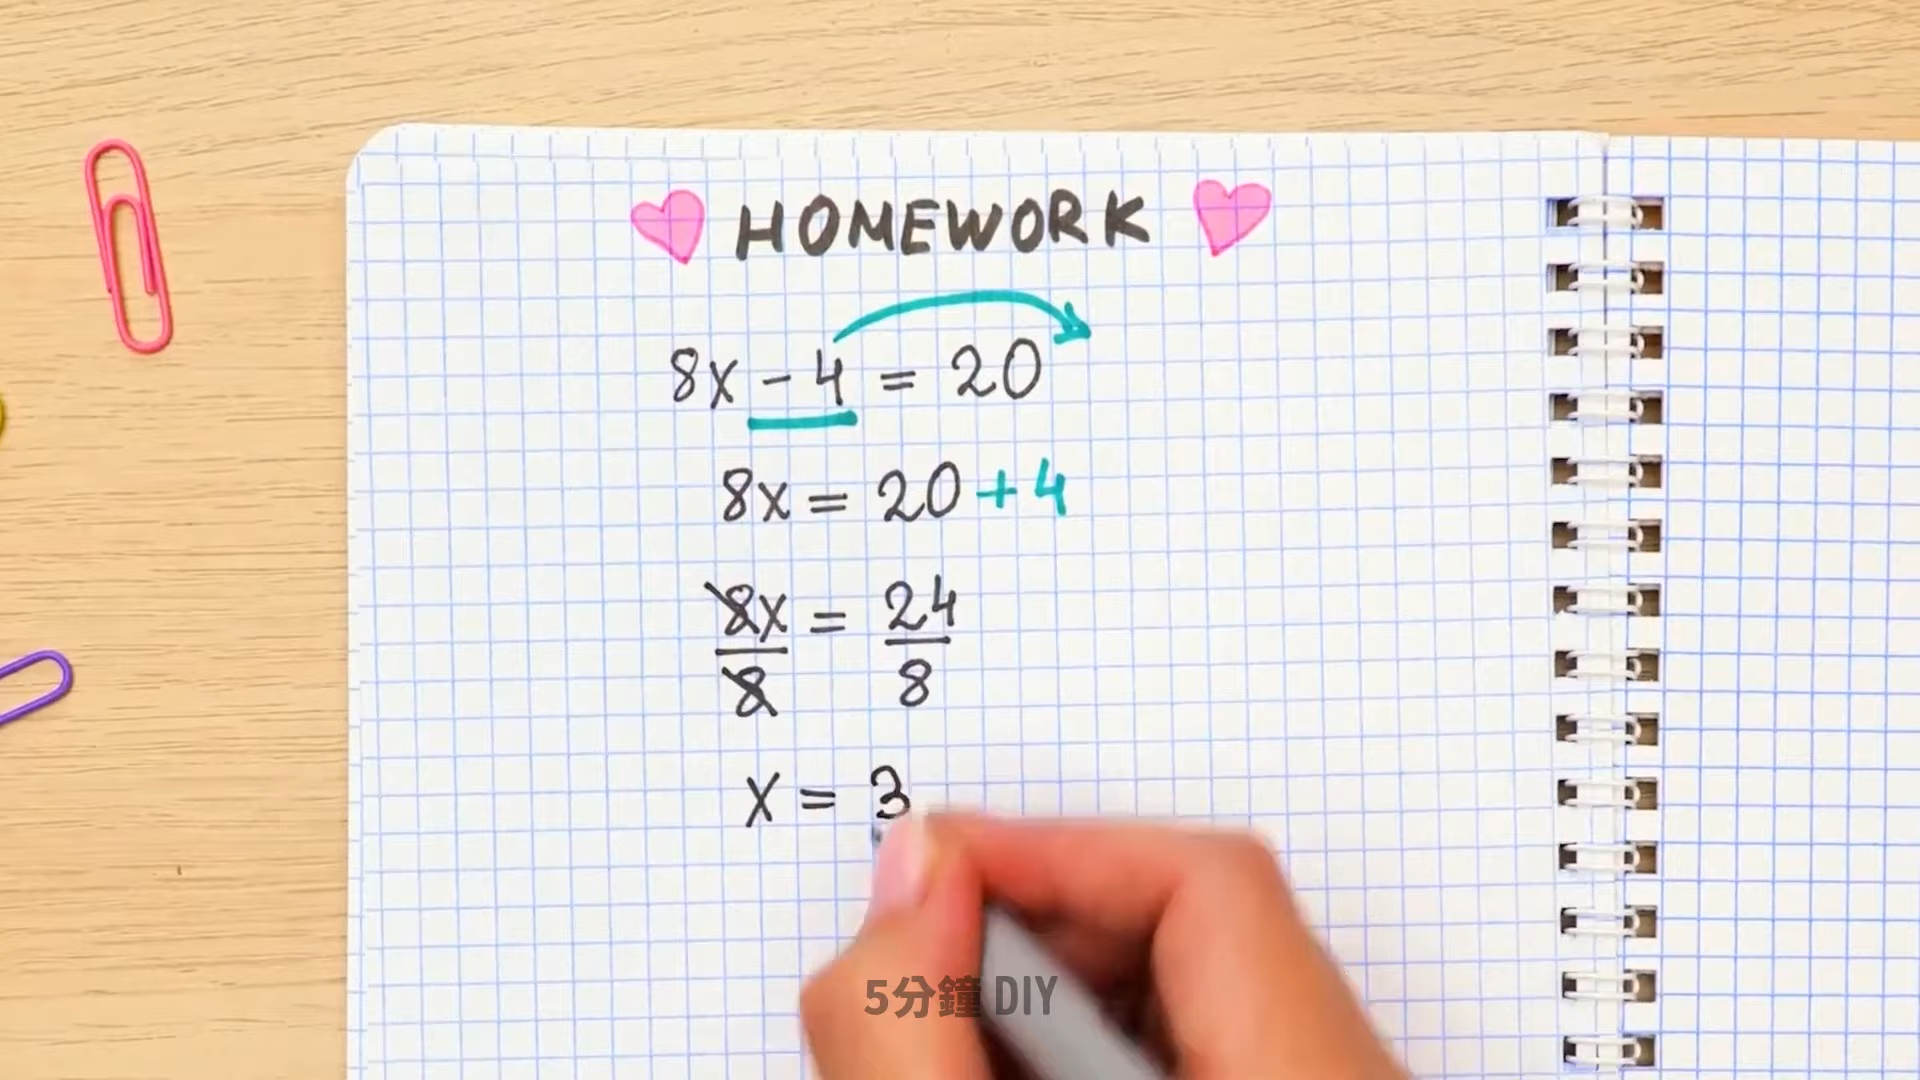 HOMEWORK
8x - 4 = 20
8x = 20 + 4
8x/8 = 24/8
x = 3
5分鐘 DIY